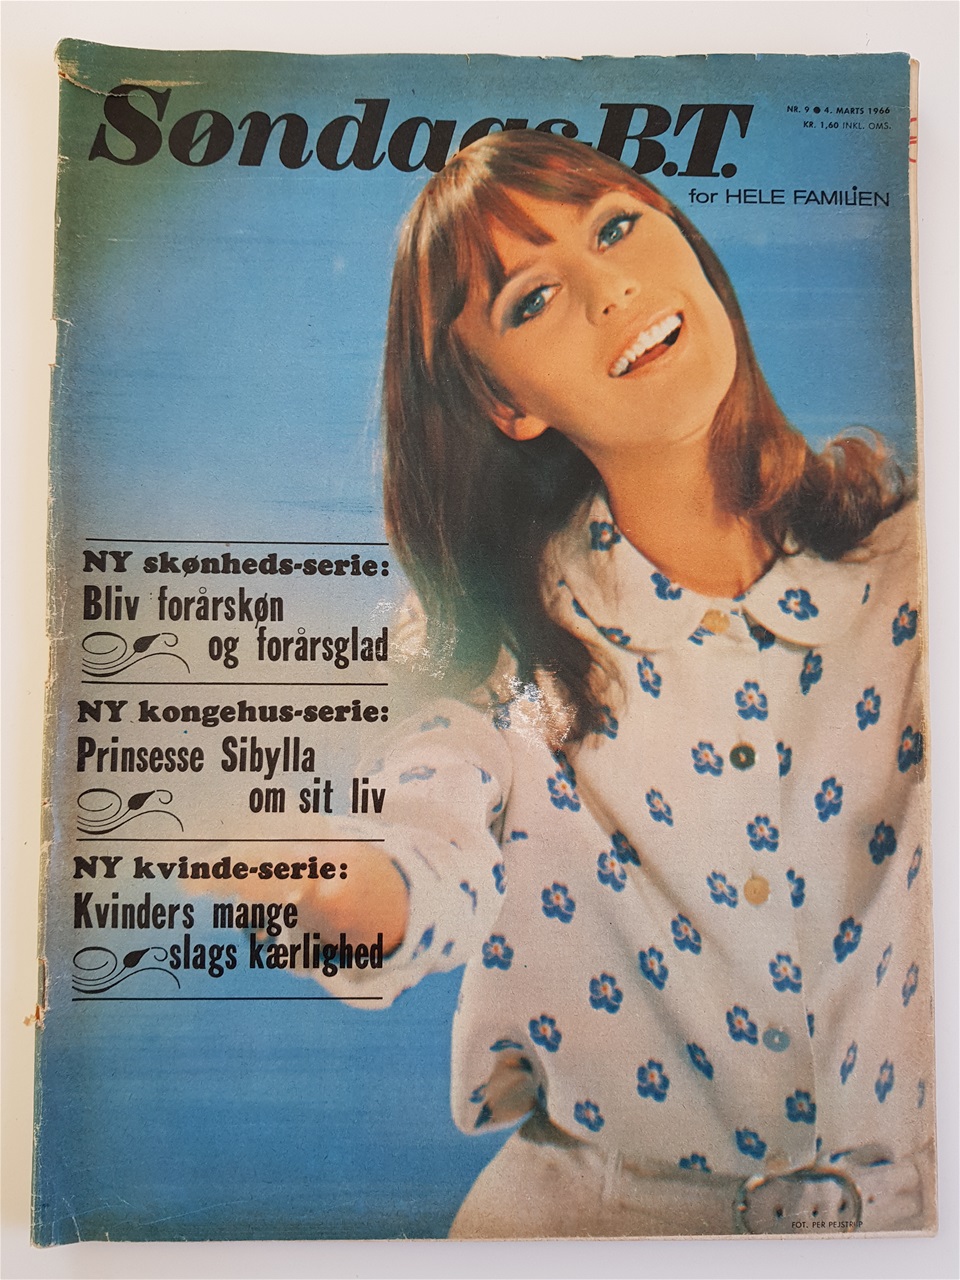 Søndags-B.T.
NR. 9 ● 4. MARTS 1966
KR. 1,60 INKL. OMS.
for HELE FAMILIEN
NY skønheds-serie:
Bliv forårskøn
og forårsglad
NY kongehus-serie:
Prinsesse Sibylla
om sit liv
NY kvinde-serie:
Kvinders mange
slags kærlighed
FOT. PER PEJSTRUP